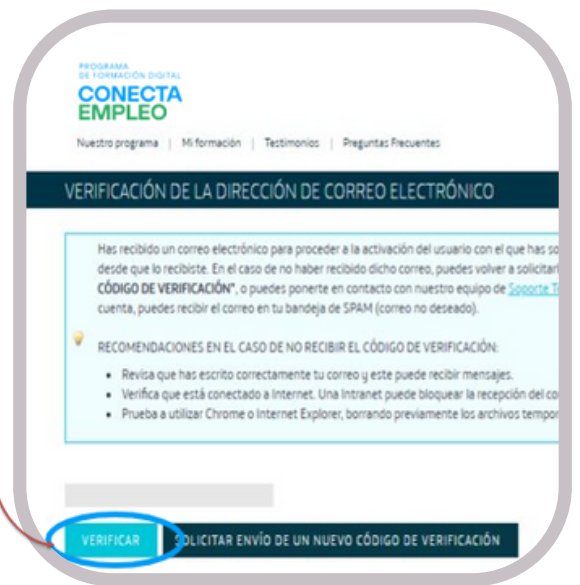 PROGRAMA
DE FORMACIÓN DIGITAL
CONECTA
EMPLEO
Nuestro programa | Mi formación | Testimonios | Preguntas Frecuentes
VERIFICACIÓN DE LA DIRECCIÓN DE CORREO ELECTRÓNICO
Has recibido un correo electrónico para proceder a la activación del usuario con el que has so
desde que lo recibiste. En el caso de no haber recibido dicho correo, puedes volver a solicitarl
CÓDIGO DE VERIFICACIÓN", o puedes ponerte en contacto con nuestro equipo de Soporte T
cuenta, puedes recibir el correo en tu bandeja de SPAM (correo no deseado).
RECOMENDACIONES EN EL CASO DE NO RECIBIR EL CÓDIGO DE VERIFICACIÓN:
• Revisa que has escrito correctamente tu correo y este puede recibir mensajes.
• Verifica que está conectado a Internet. Una Intranet puede bloquear la recepción del co
• Prueba a utilizar Chrome o Internet Explorer, borrando previamente los archivos tempor
VERIFICAR SOLICITAR ENVÍO DE UN NUEVO CÓDIGO DE VERIFICACIÓN